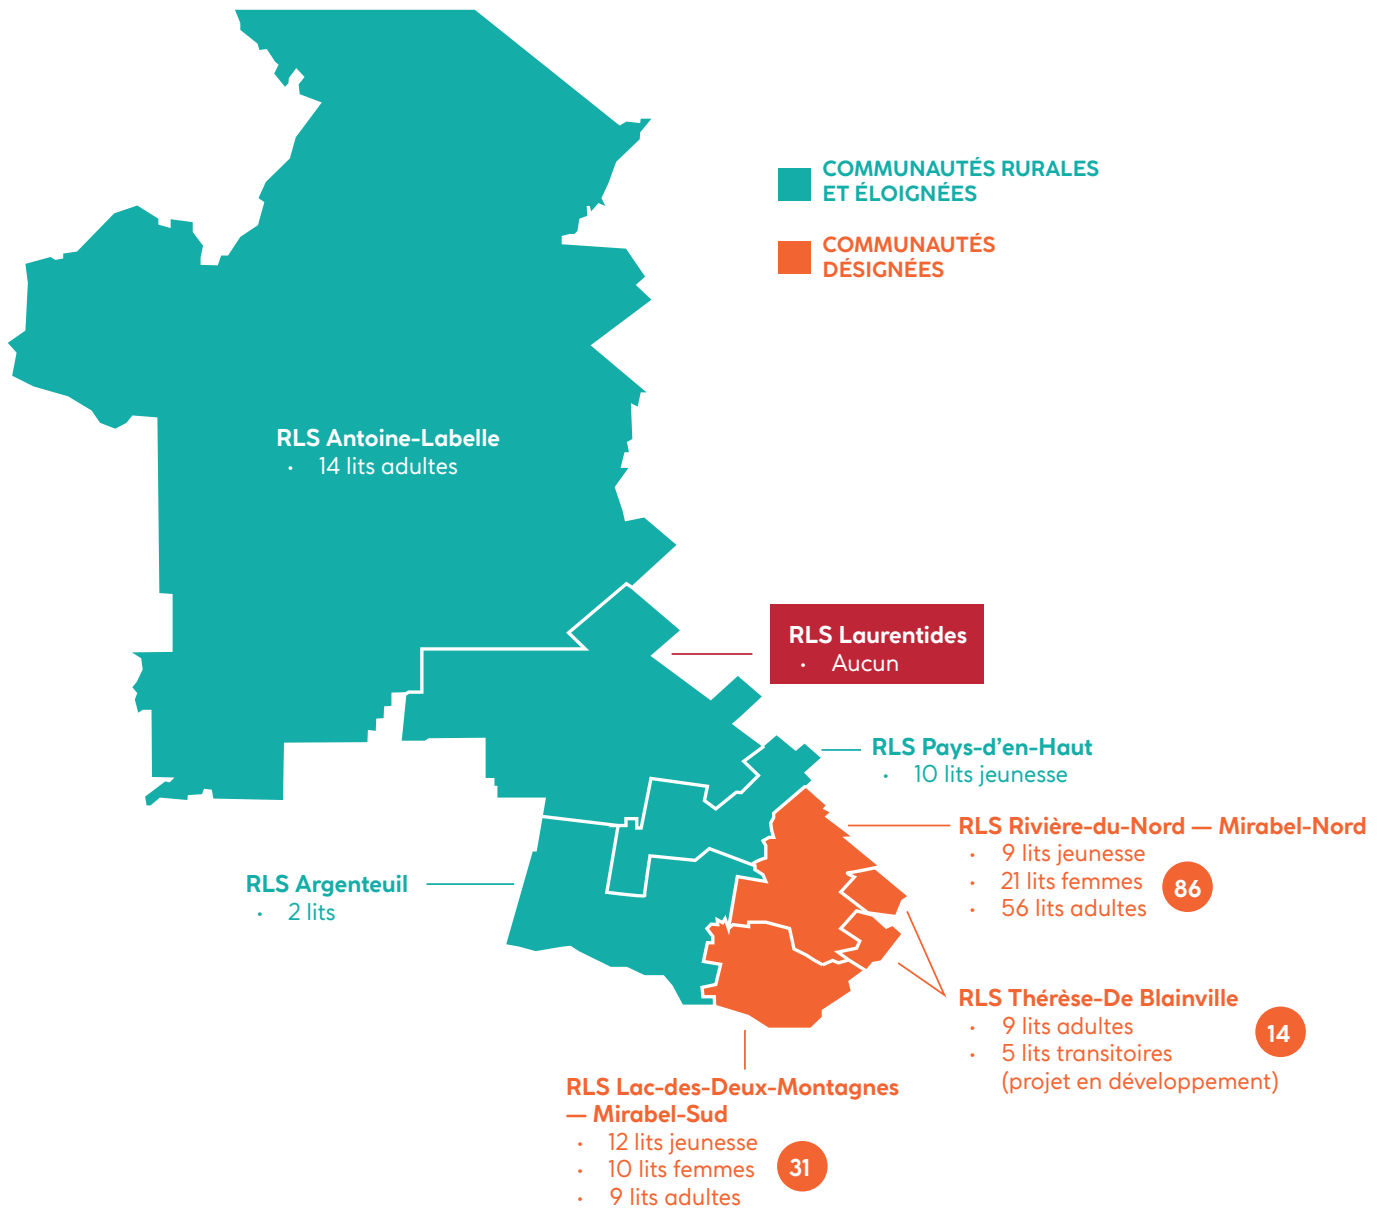 COMMUNAUTÉS RURALES
ET ÉLOIGNÉES
COMMUNAUTÉS
DÉSIGNÉES
RLS Antoine-Labelle
• 14 lits adultes
RLS Laurentides
• Aucun
RLS Pays-d'en-Haut
• 10 lits jeunesse
RLS Rivière-du-Nord — Mirabel-Nord
• 9 lits jeunesse
• 21 lits femmes
• 56 lits adultes
86
RLS Argenteuil
• 2 lits
RLS Thérèse-De Blainville
• 9 lits adultes
• 5 lits transitoires
(projet en développement)
14
RLS Lac-des-Deux-Montagnes
— Mirabel-Sud
• 12 lits jeunesse
• 10 lits femmes
• 9 lits adultes
31